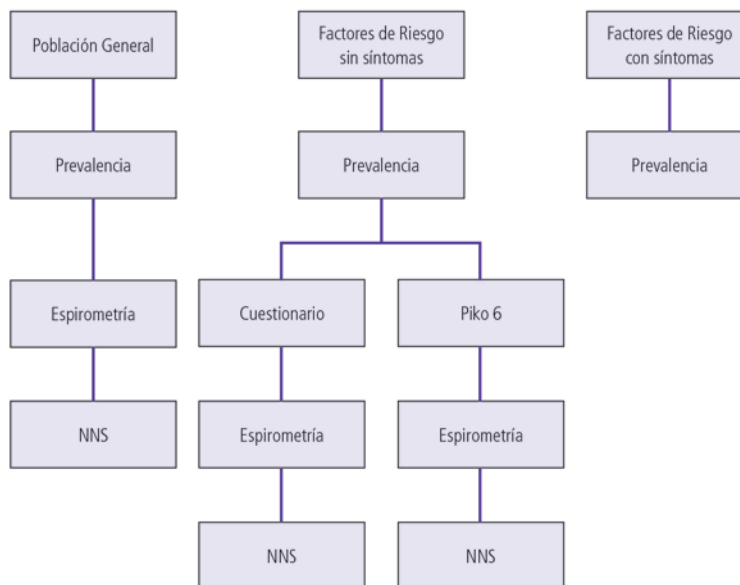 Población General
Factores de Riesgo
sin síntomas
Factores de Riesgo
con síntomas
Prevalencia
Prevalencia
Prevalencia
Espirometría
Cuestionario
Piko 6
NNS
Espirometría
Espirometría
NNS
NNS